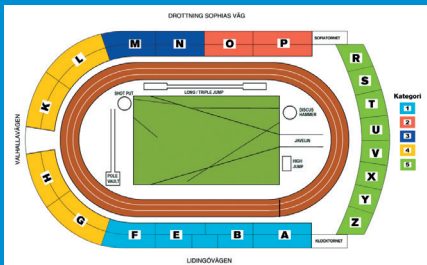 DROTTNING SOPHIAS VÄG
SOFIATORNET
M N O P
L
K
R
S
T
U
V
X
Y
Z
SHOT PUT
LONG / TRIPLE JUMP
DISCUS
HAMMER
JAVELIN
HIGH
JUMP
POLE
VAULT
VALHALLAVÄGEN
H
G
F E B A
KLOCKTORNET
LIDINGÖVÄGEN
Kategori
1
2
3
4
5